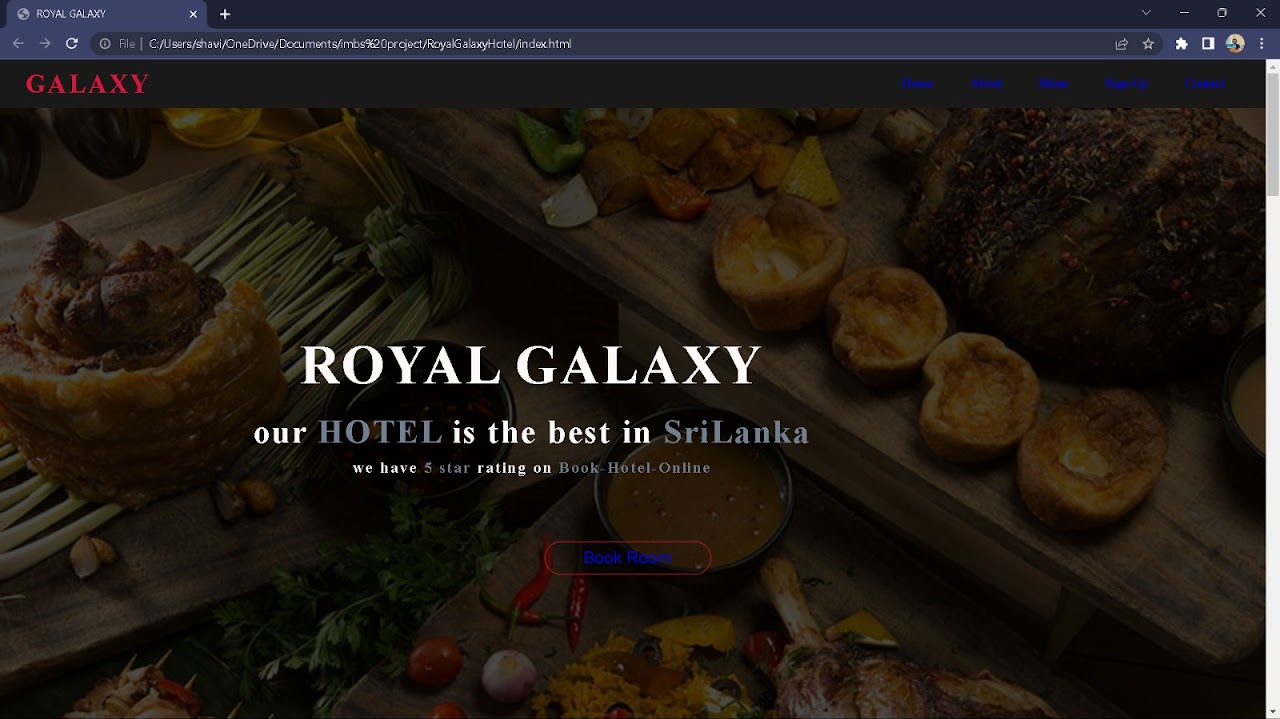 ROYAL GALAXY
File | C:/Users/shavi/OneDrive/Documents/imbs%20project/RoyalGalaxyHotel/index.html
GALAXY
Home About Menu Sign Up Contact
ROYAL GALAXY
our HOTEL is the best in SriLanka
we have 5 star rating on Book-Hotel-Online
Book Room